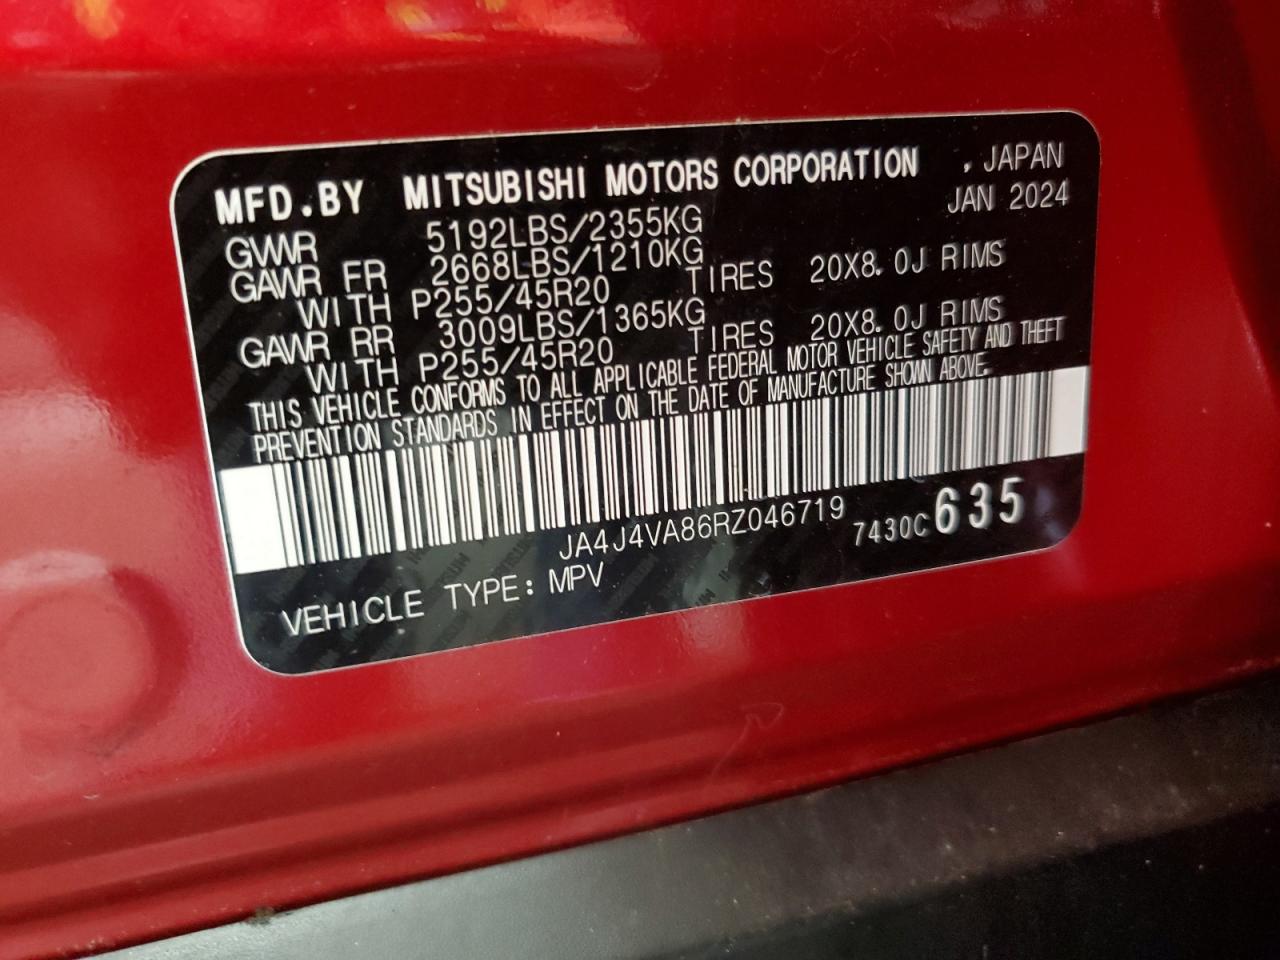 MFD.BY MITSUBISHI MOTORS CORPORATION , JAPAN
JAN 2024
GVWR 5192LBS/2355KG
GAWR FR 2668LBS/1210KG
WITH P255/45R20 TIRES 20X8.0J RIMS
GAWR RR 3009LBS/1365KG
WITH P255/45R20 TIRES 20X8.0J RIMS
THIS VEHICLE CONFORMS TO ALL APPLICABLE FEDERAL MOTOR VEHICLE SAFETY AND THEFT
PREVENTION STANDARDS IN EFFECT ON THE DATE OF MANUFACTURE SHOWN ABOVE.
JA4J4VA86RZ046719
7430C635
VEHICLE TYPE: MPV